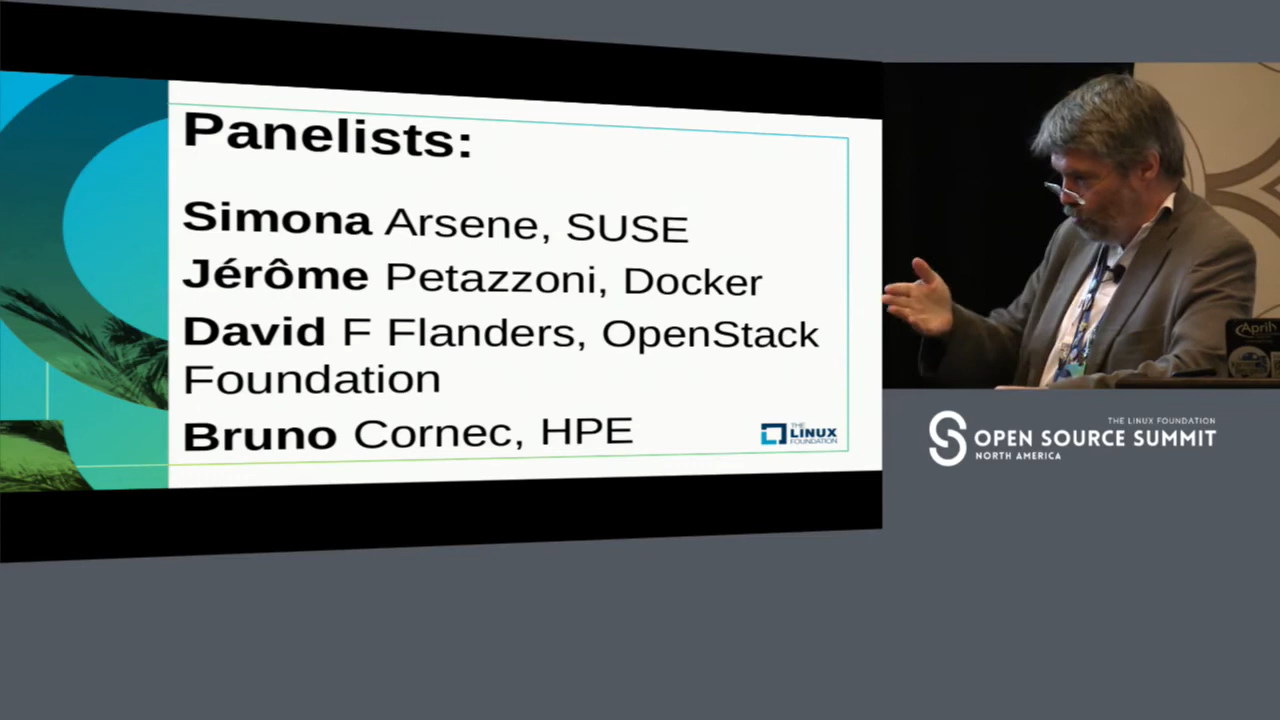 Panelists:
Simona Arsene, SUSE
Jérôme Petazzoni, Docker
David F Flanders, OpenStack
Foundation
Bruno Cornec, HPE
THE
LINUX
FOUNDATION
April
THE LINUX FOUNDATION
OPEN SOURCE SUMMIT
NORTH AMERICA